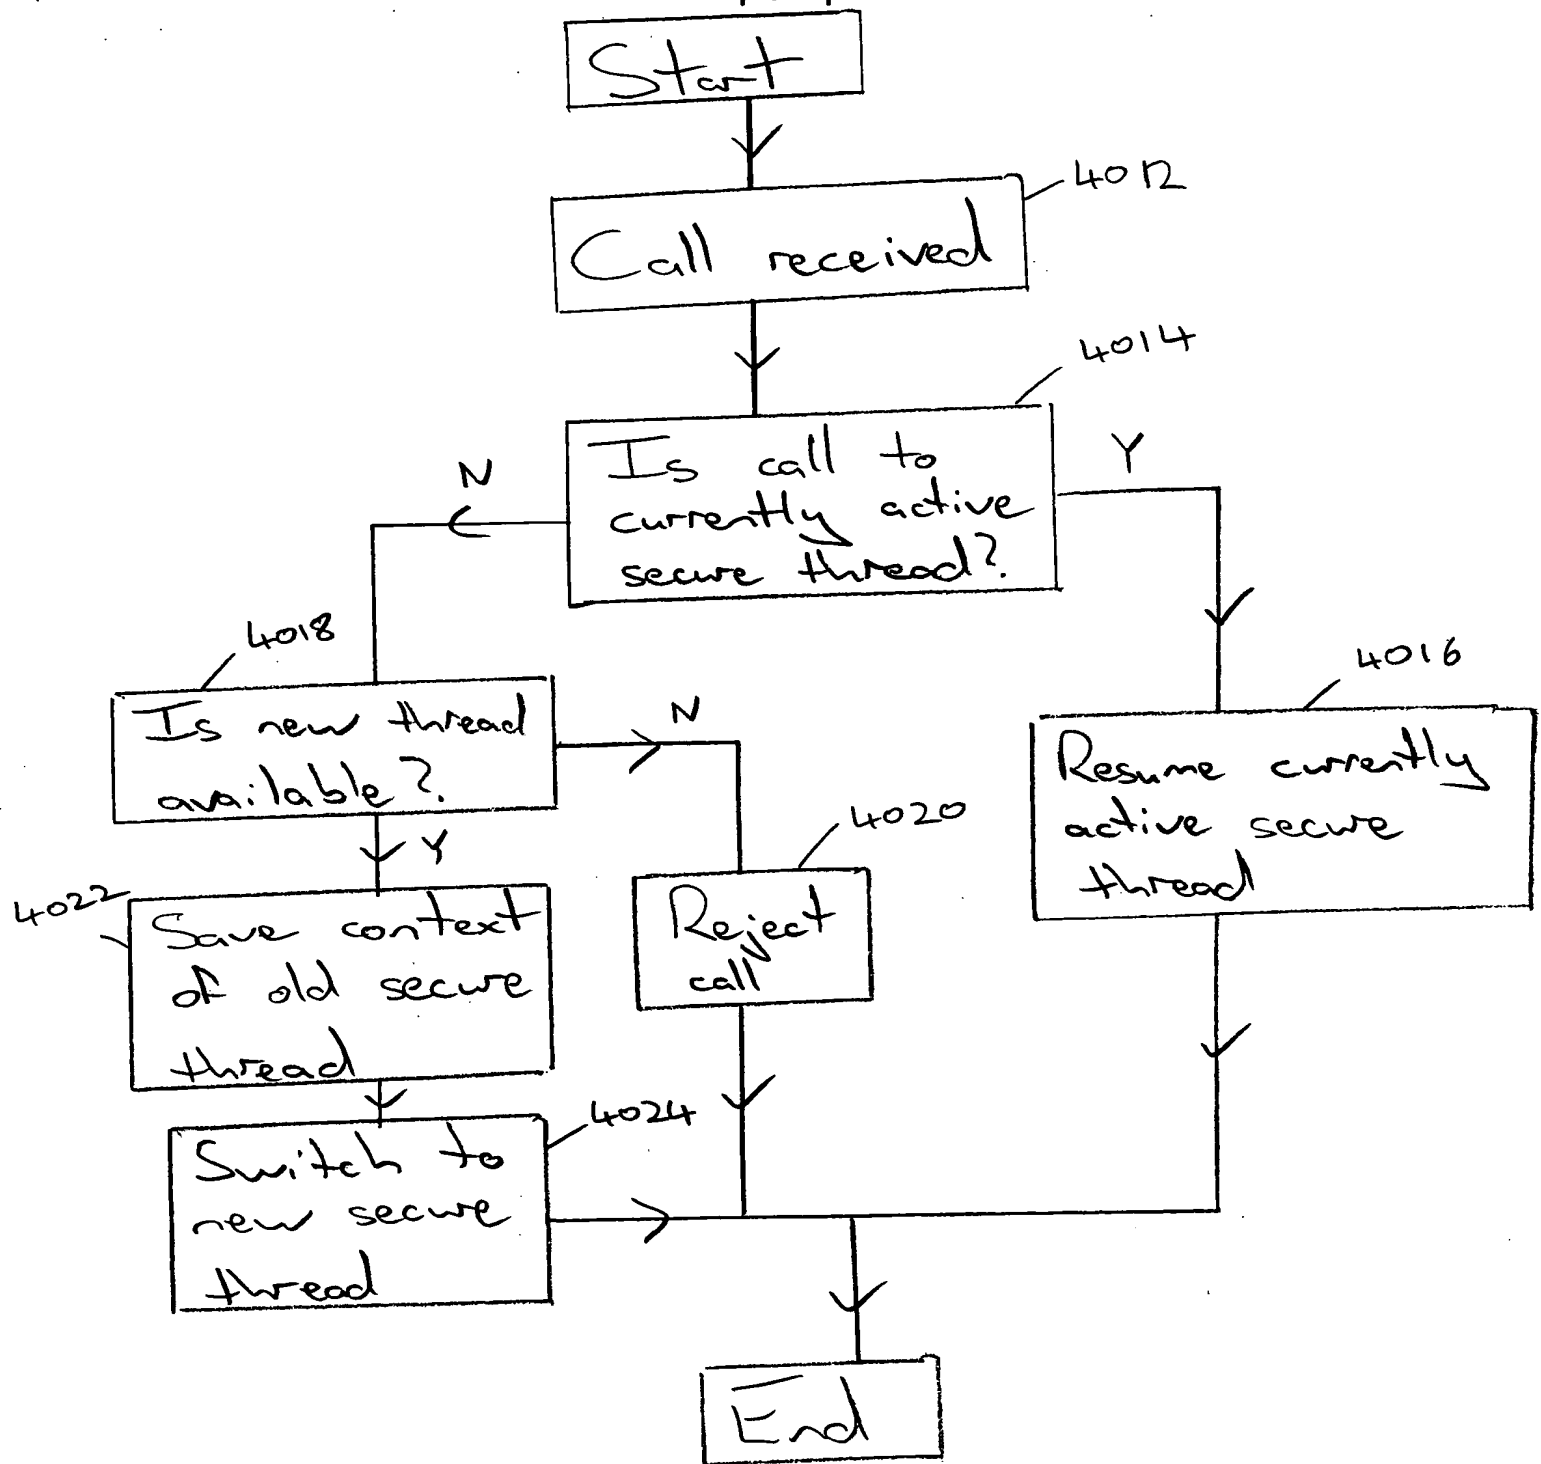 Start
4012
Call received
4014
Is call to
currently active
secure thread?
N
Y
4018
Is new thread
available?
N
Y
4016
Resume currently
active secure
thread
4020
Reject
call
4022
Save context
of old secure
thread
4024
Switch to
new secure
thread
End